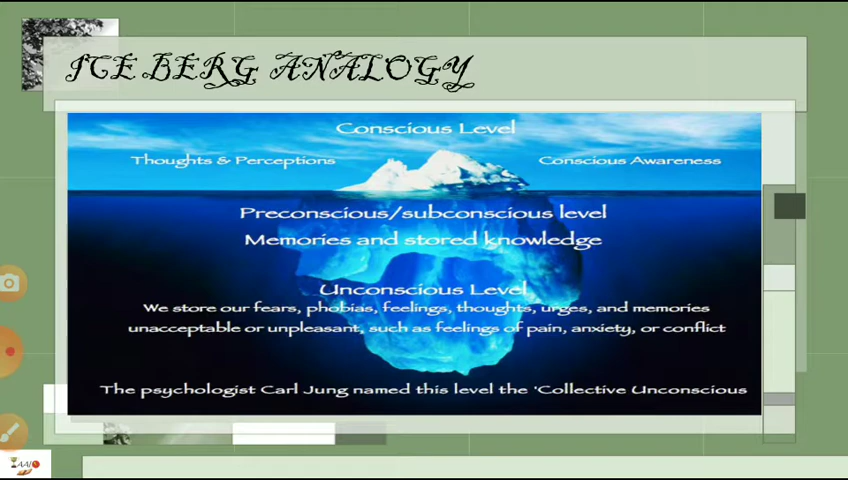 ICE BERG ANALOGY
Conscious Level
Thoughts & Perceptions
Conscious Awareness
Preconscious/subconscious level
Memories and stored knowledge
Unconscious Level
We store our fears, phobias, feelings, thoughts, urges, and memories
unacceptable or unpleasant, such as feelings of pain, anxiety, or conflict
The psychologist Carl Jung named this level the 'Collective Unconscious